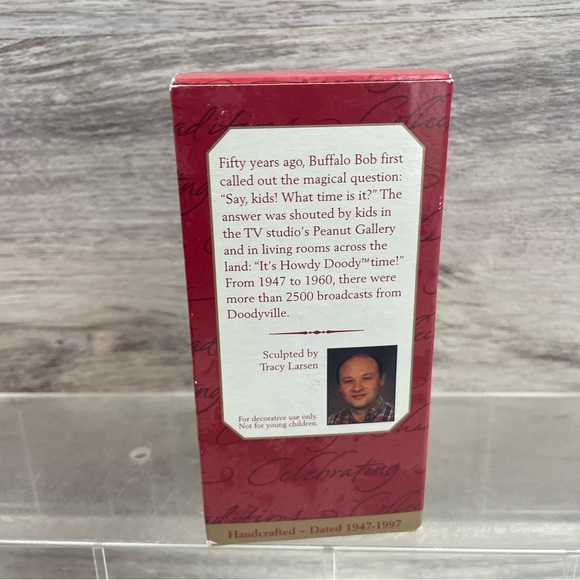 Fifty years ago, Buffalo Bob first
called out the magical question:
“Say, kids! What time is it?” The
answer was shouted by kids in
the TV studio’s Peanut Gallery
and in living rooms across the
land: “It’s Howdy Doody™time!”
From 1947 to 1960, there
were more than 2500 broadcasts from
Doodyville.
Sculpted by
Tracy Larsen
For decorative use only.
Not for young children.
Celebrating
Handcrafted – Dated 1947-1997